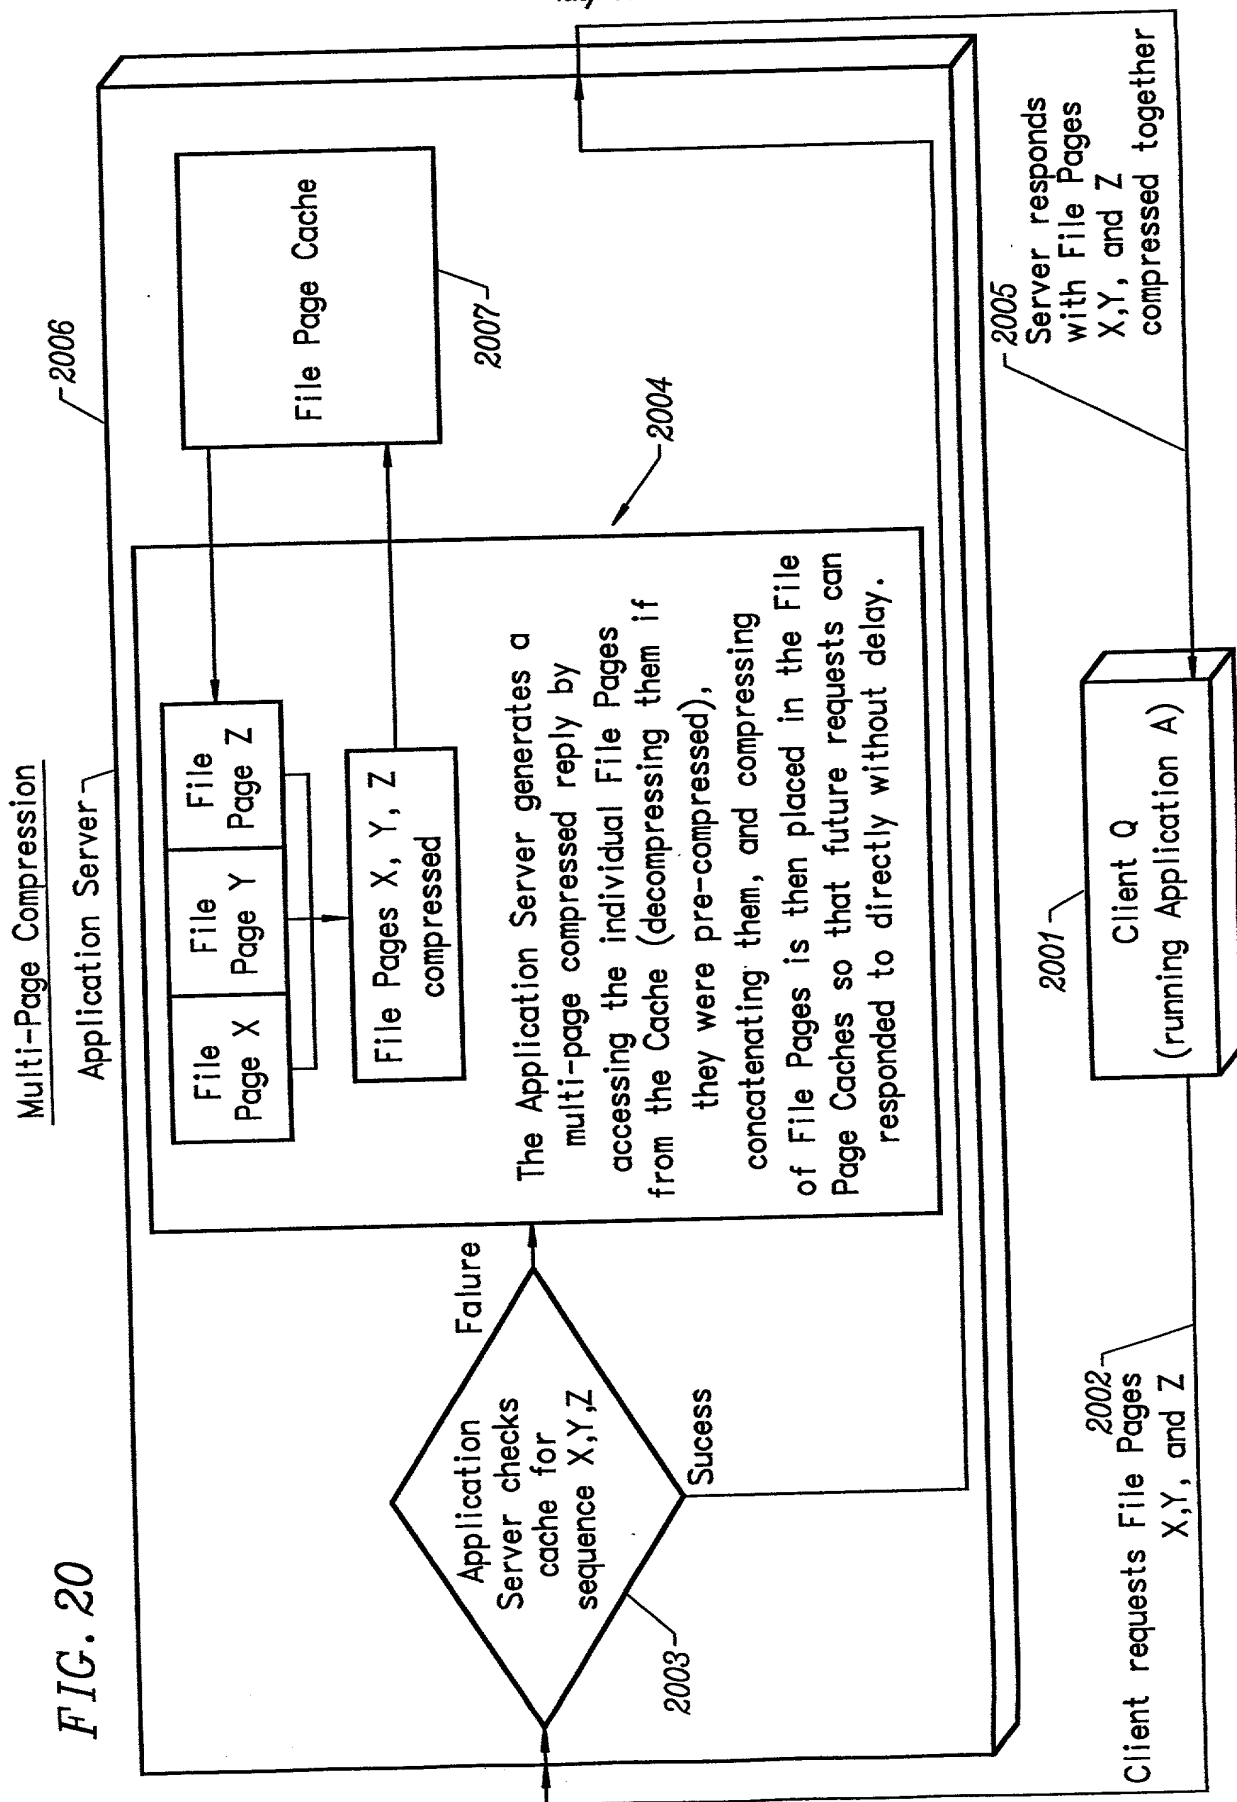 FIG. 20
Multi-Page Compression
Application Server
2006
File
Page X
File
Page Y
File
Page Z
File Pages X, Y, Z
compressed
File Page Cache
2007
Application
Server checks
cache for
sequence X,Y,Z
2003
Falure
Sucess
The Application Server generates a
multi-page compressed reply by
accessing the individual File Pages
from the Cache (decompressing them if
they were pre-compressed),
concatenating them, and compressing
of File Pages is then placed in the File
Page Caches so that future requests can
responded to directly without delay.
2004
2002
Client requests File Pages
X,Y, and Z
2001
Client Q
(running Application A)
2005
Server responds
with File Pages
X,Y, and Z
compressed together